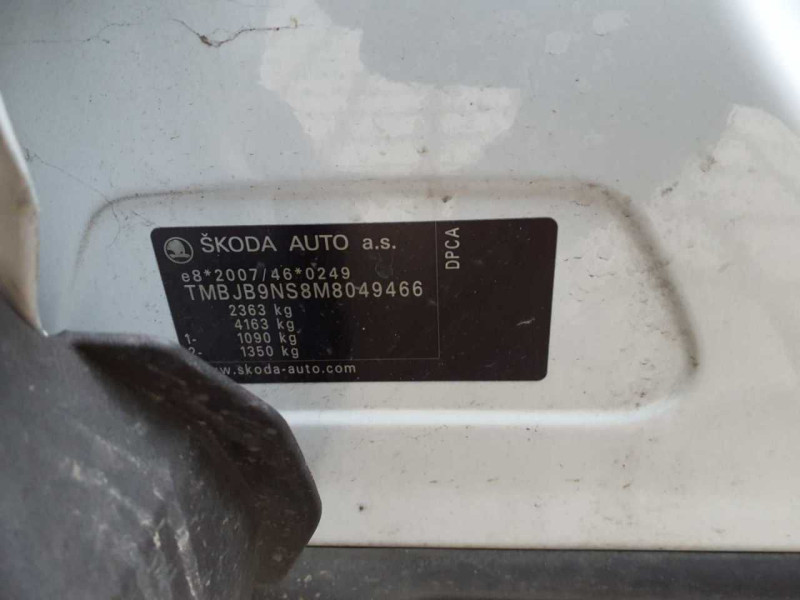 ŠKODA AUTO a.s.
DPCA
e8*2007/46*0249
TMBJB9NS8M8049466
2363 kg
4163 kg
1- 1090 kg
2- 1350 kg
www.skoda-auto.com